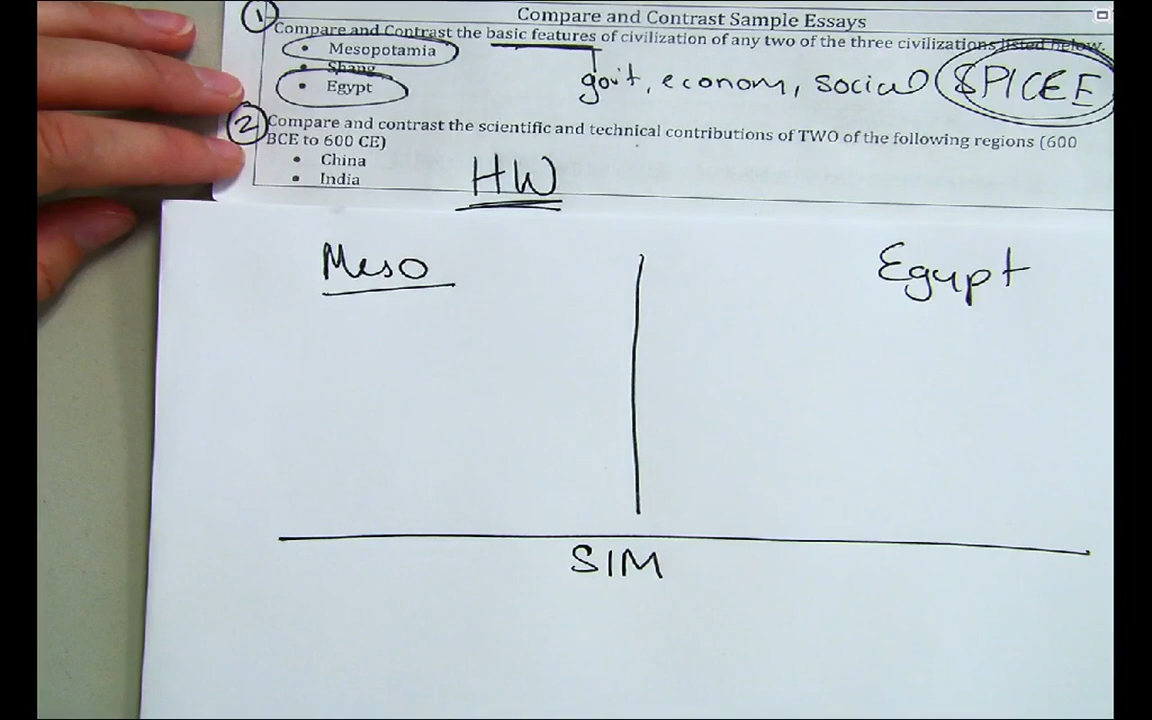 Compare and Contrast Sample Essays
1 Compare and Contrast the basic features of civilization of any two of the three civilizations listed below.
• Mesopotamia
• Shang
• Egypt
gov't, econom, social SPICEE
2 Compare and contrast the scientific and technical contributions of TWO of the following regions (600
BCE to 600 CE)
• China
• India
HW
Meso
Egypt
SIM